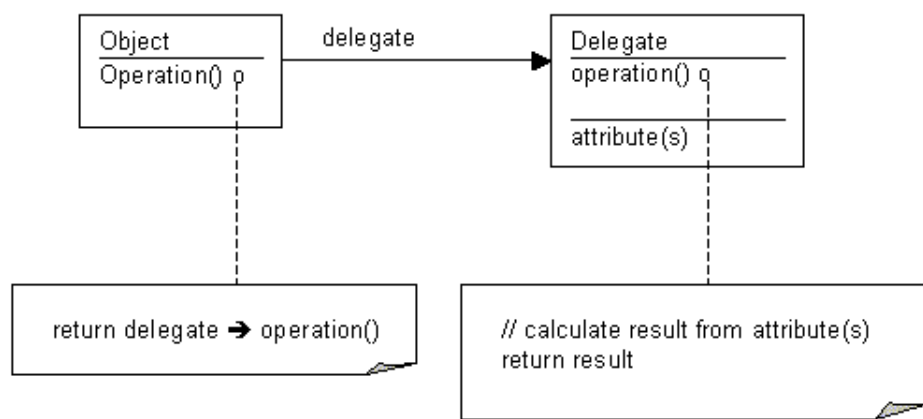 Object
Operation()
delegate
Delegate
operation()
attribute(s)
return delegate ➔ operation()
// calculate result from attribute(s)
return result